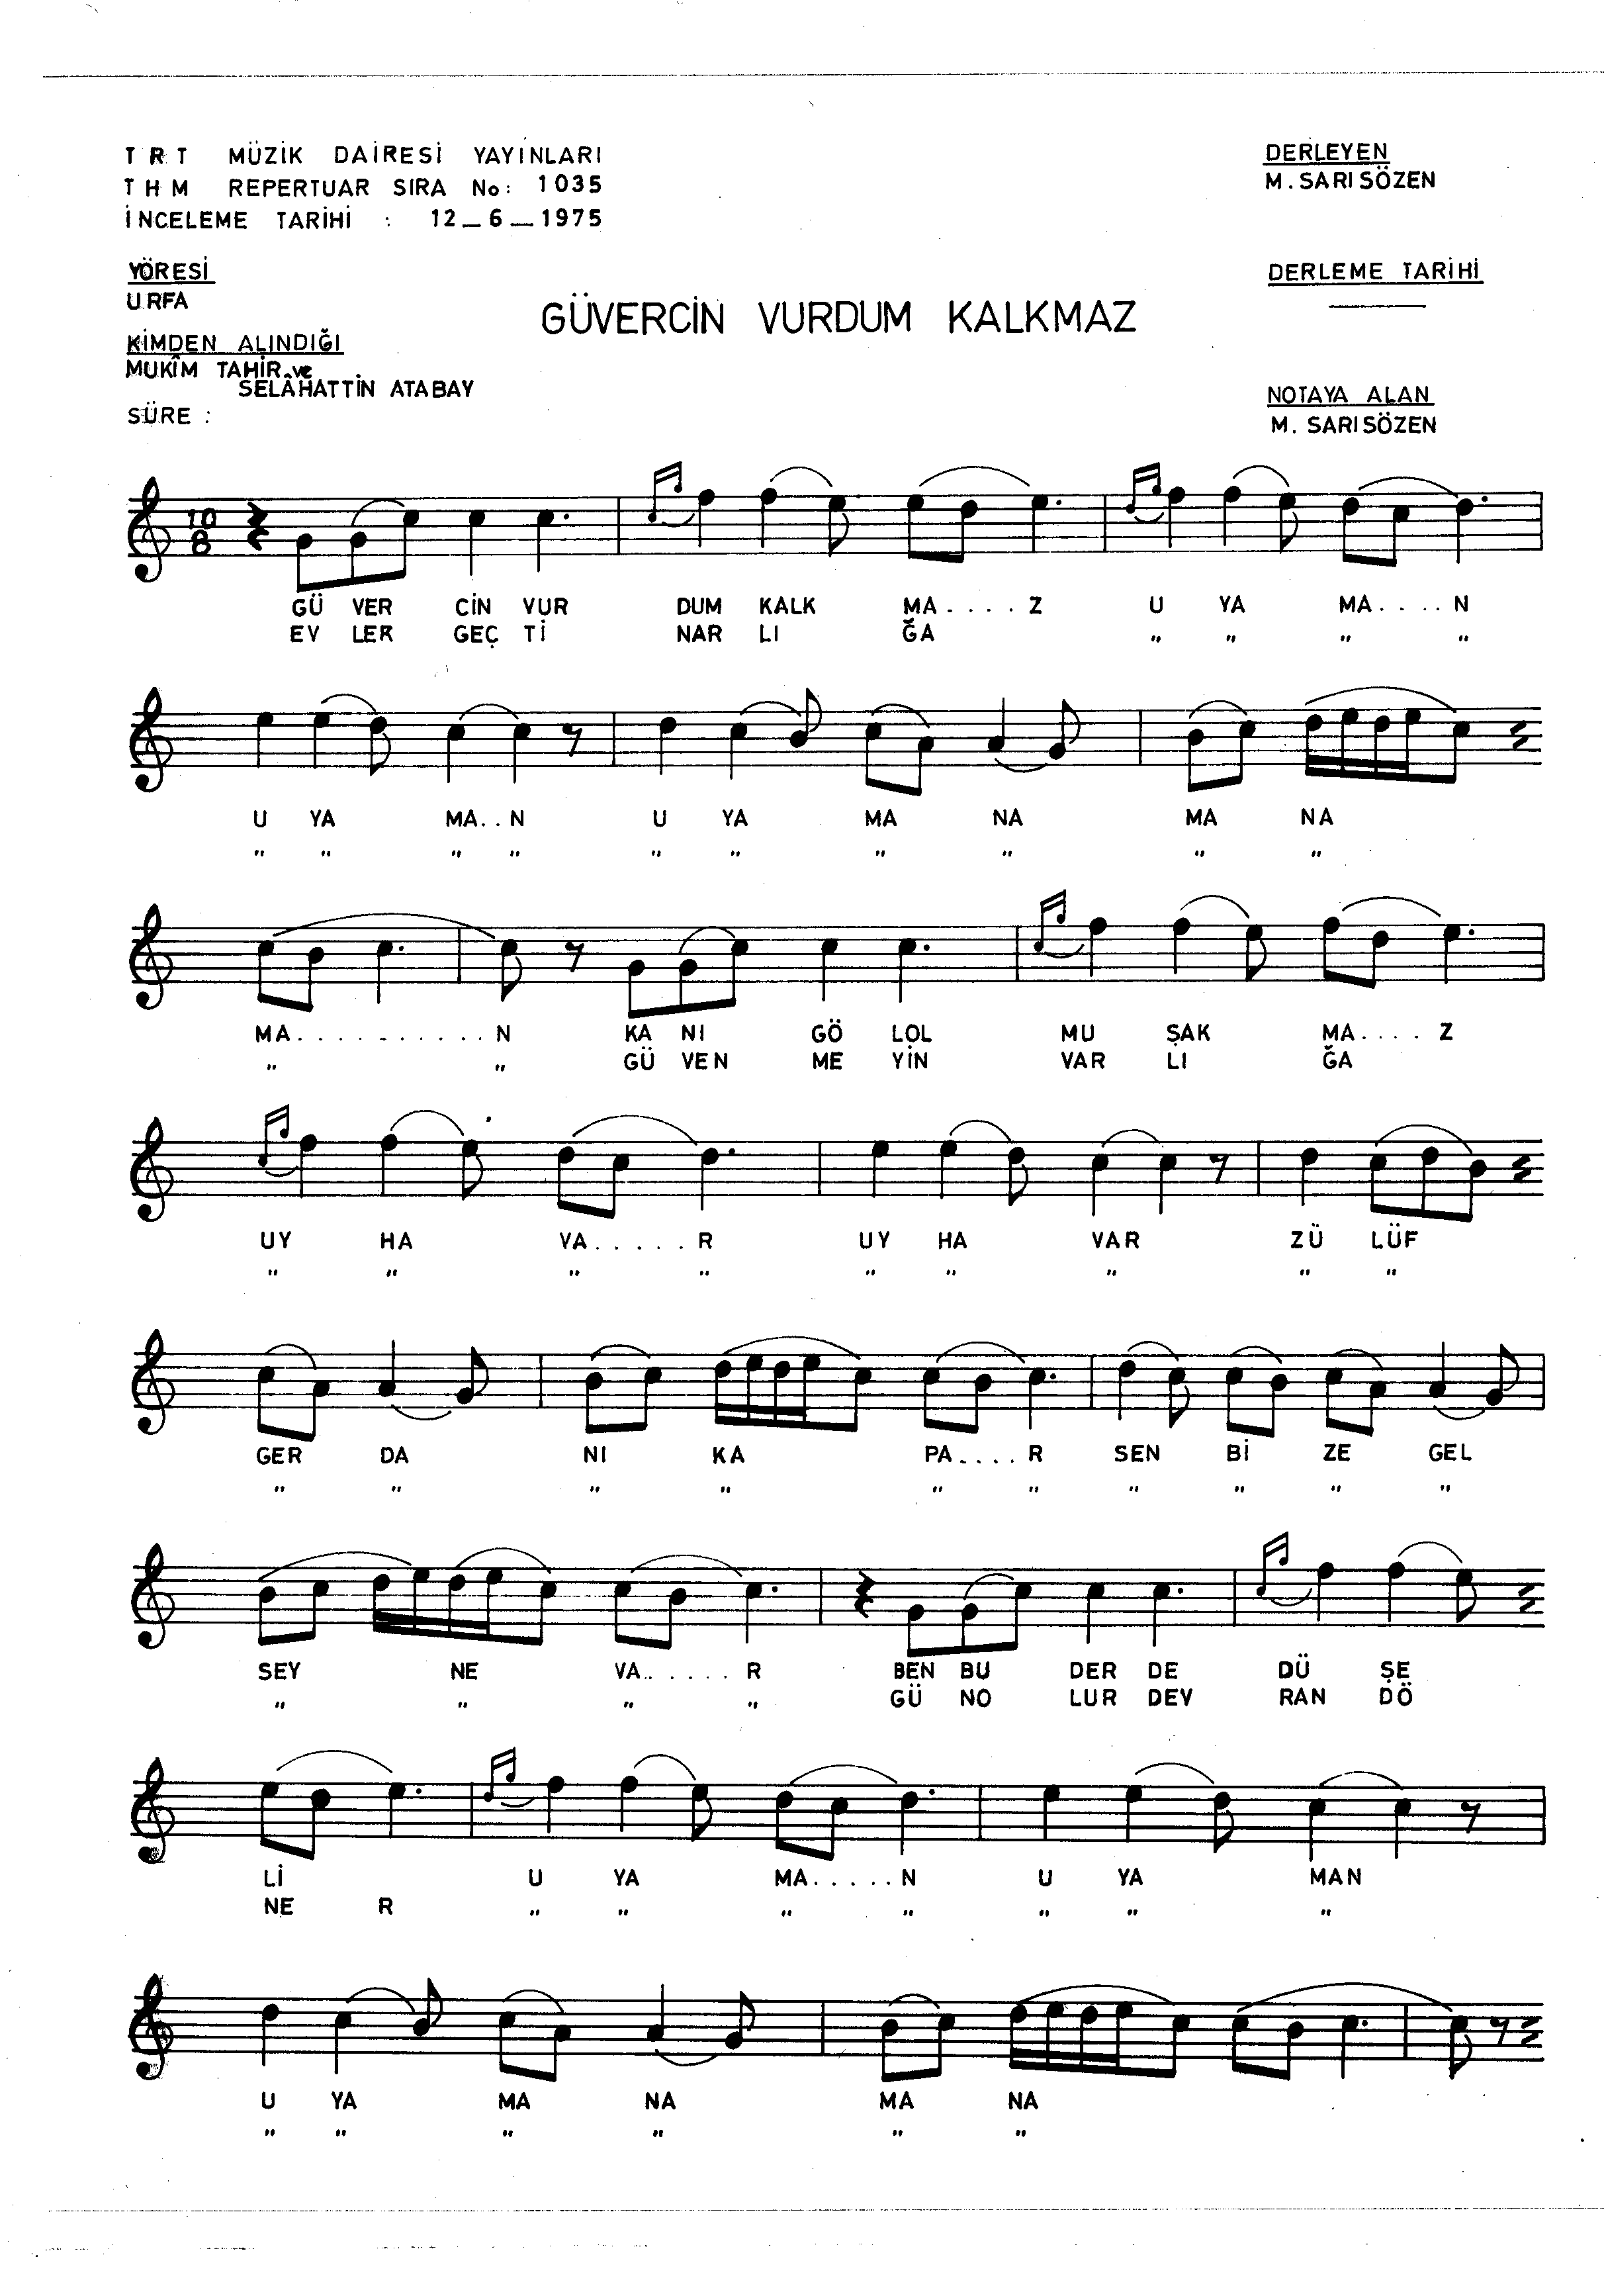 TRT MÜZİK DAİRESİ YAYINLARI
THM REPERTUAR SIRA No: 1035
İNCELEME TARİHİ : 12_6_1975
DERLEYEN
M. SARISÖZEN
YÖRESİ
URFA
DERLEME TARİHİ
GÜVERCİN VURDUM KALKMAZ
KİMDEN ALINDIĞI
MUKÎM TAHİR ve
SELÂHATTİN ATABAY
SÜRE :
NOTAYA ALAN
M. SARISÖZEN
10
8
GÜ VER CİN VUR DUM KALK MA....Z U YA MA....N
EV LER GEÇ Tİ NAR LI ĞA " " " "
U YA MA..N U YA MA NA MA NA
" " " " " " " " " "
MA...........N KA NI GÖ LOL MU ŞAK MA....Z
" " GÜ VEN ME YİN VAR LI ĞA
UY HA VA.....R UY HA VAR ZÜ LÜF
" " " " " " " " "
GER DA NI KA PA....R SEN Bİ ZE GEL
" " " " " " " " " "
SEY NE VA......R BEN BU DER DE DÜ ŞE
" " " " GÜ NO LUR DEV RAN DÖ
Lİ U YA MA.....N U YA MAN
NE R " " " " " " "
U YA MA NA MA NA
" " " " " "